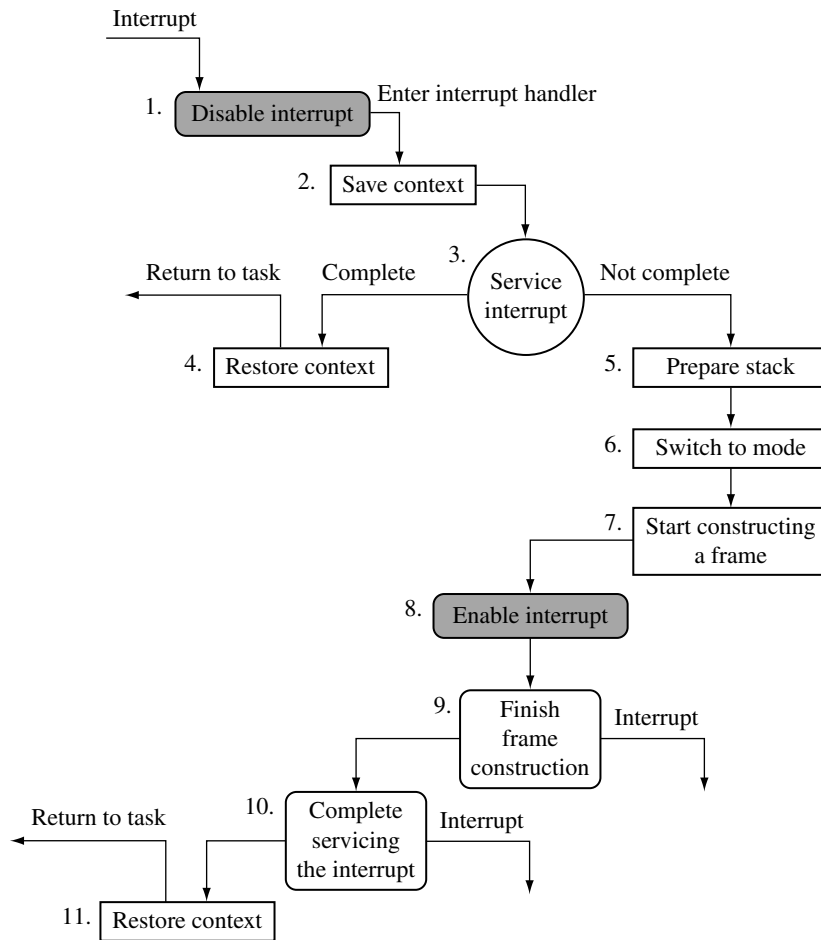 Interrupt
1. Disable interrupt
Enter interrupt handler
2. Save context
3. Service
interrupt
Return to task
Complete
Not complete
4. Restore context
5. Prepare stack
6. Switch to mode
7. Start constructing
a frame
8. Enable interrupt
9. Finish
frame
construction
Interrupt
10. Complete
servicing
the interrupt
Interrupt
Return to task
11. Restore context